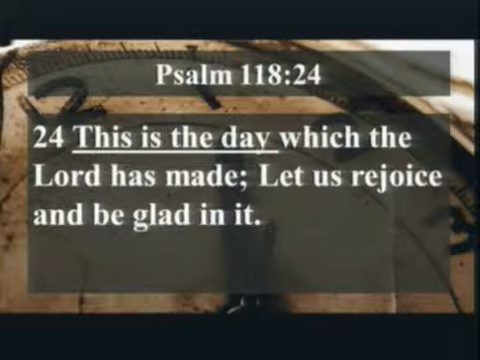 Psalm 118:24
24 This is the day which the
Lord has made; Let us rejoice
and be glad in it.